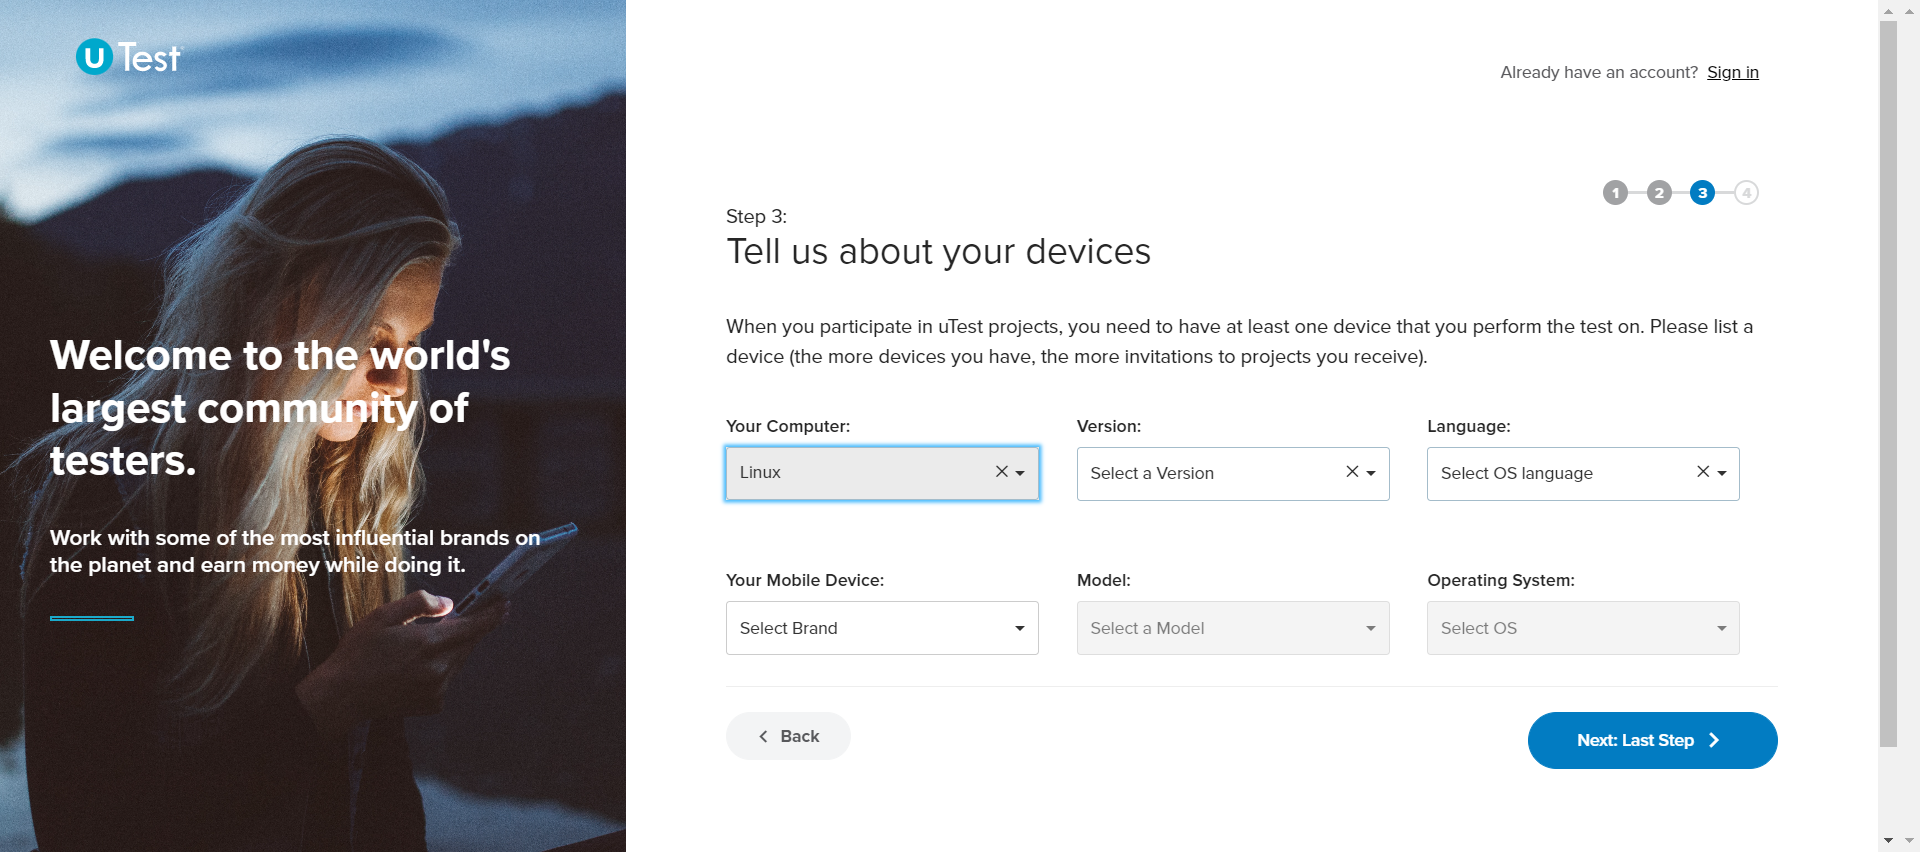 U Test
Welcome to the world's
largest community of
testers.
Work with some of the most influential brands on
the planet and earn money while doing it.
Already have an account? Sign in
1 2 3 4
Step 3:
Tell us about your devices
When you participate in uTest projects, you need to have at least one device that you perform the test on. Please list a
device (the more devices you have, the more invitations to projects you receive).
Your Computer: Version: Language:
Linux Select a Version Select OS language
Your Mobile Device: Model: Operating System:
Select Brand Select a Model Select OS
Back Next: Last Step